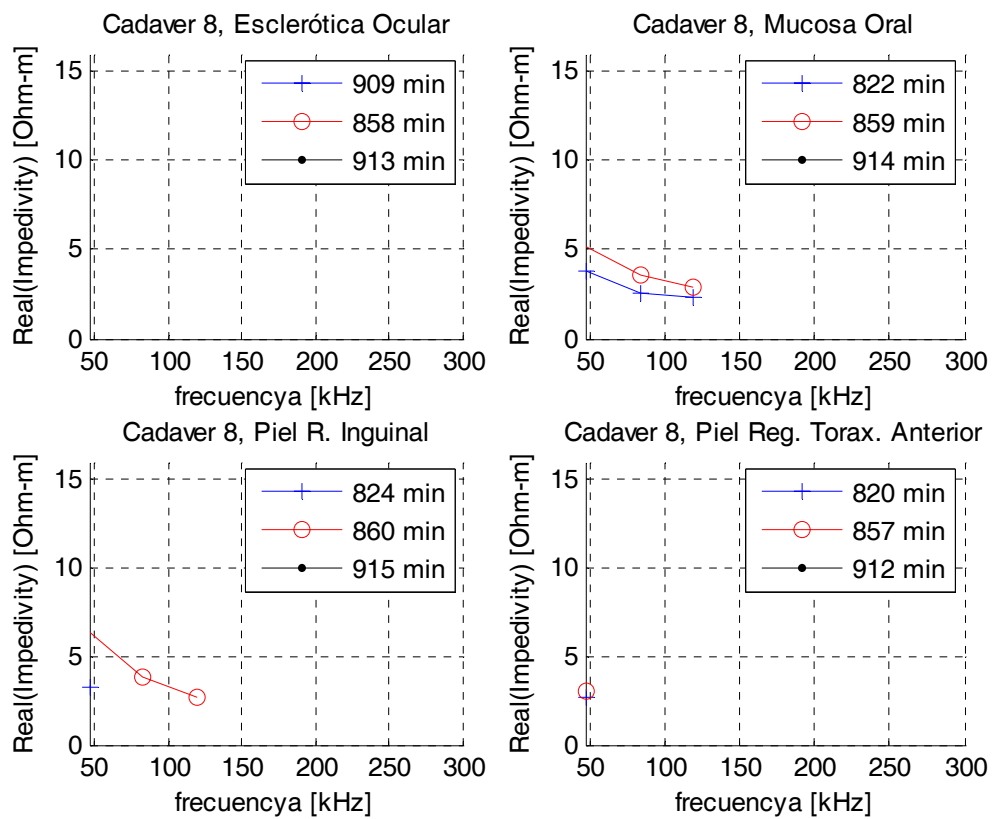 Cadaver 8, Esclerótica Ocular
Real(Impedivity) [Ohm-m]
15
10
5
0
909 min
858 min
913 min
50 100 150 200 250 300
frecuencya [kHz]
Cadaver 8, Mucosa Oral
Real(Impedivity) [Ohm-m]
15
10
5
0
822 min
859 min
914 min
50 100 150 200 250 300
frecuencya [kHz]
Cadaver 8, Piel R. Inguinal
Real(Impedivity) [Ohm-m]
15
10
5
0
824 min
860 min
915 min
50 100 150 200 250 300
frecuencya [kHz]
Cadaver 8, Piel Reg. Torax. Anterior
Real(Impedivity) [Ohm-m]
15
10
5
0
820 min
857 min
912 min
50 100 150 200 250 300
frecuencya [kHz]